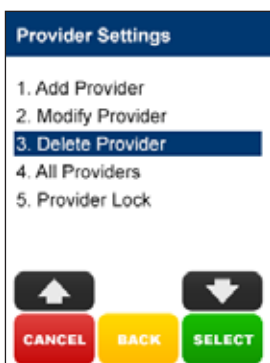 Provider Settings
1. Add Provider
2. Modify Provider
3. Delete Provider
4. All Providers
5. Provider Lock
CANCEL BACK SELECT